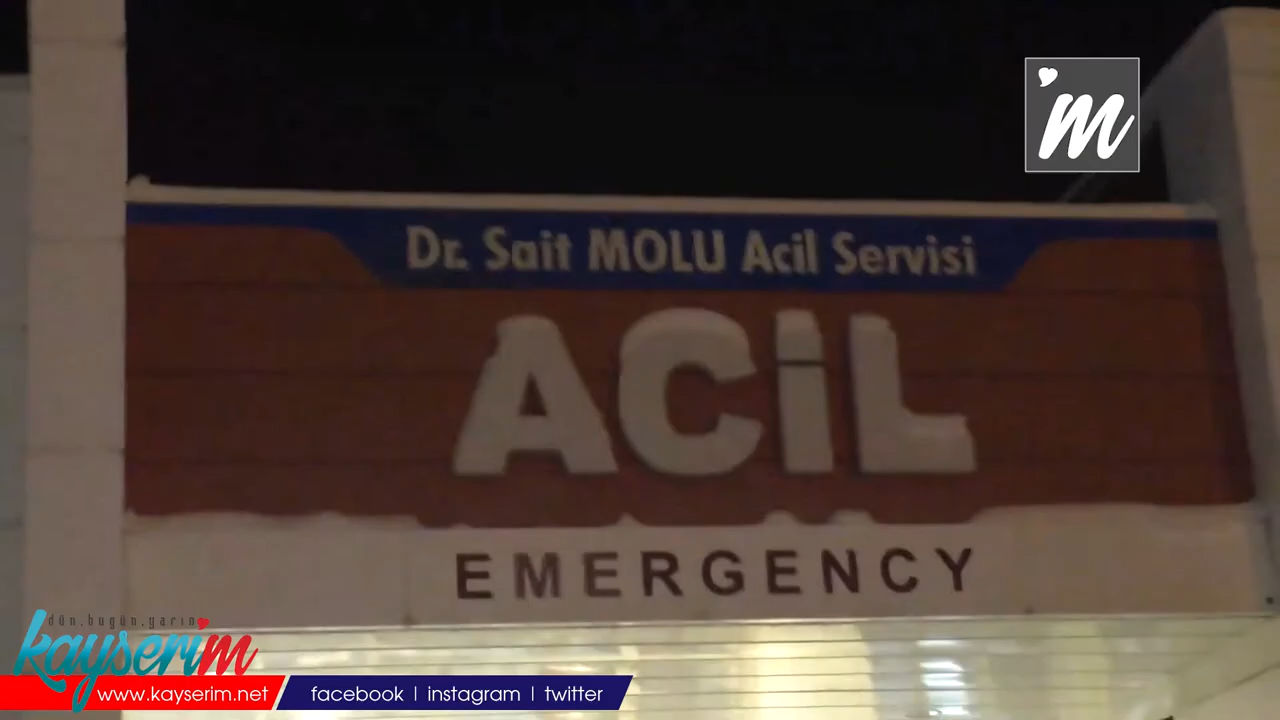 'm
Dr. Sait MOLU Acil Servisi
ACİL
EMERGENCY
dün.bugün.yarın
kayserim
www.kayserim.net
facebook | instagram | twitter